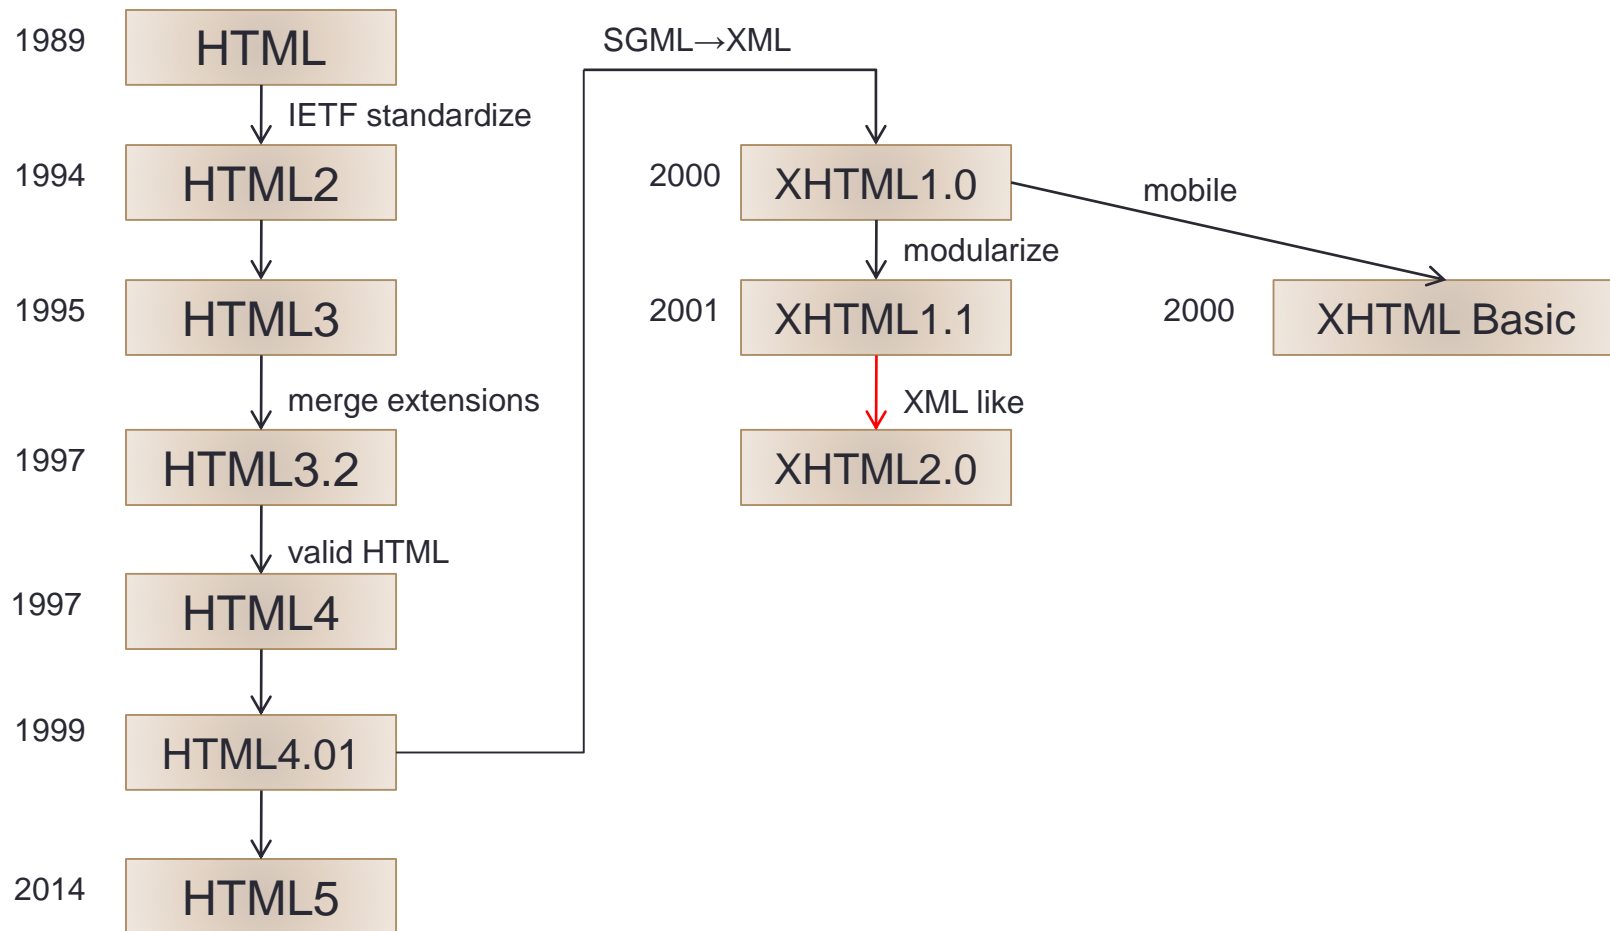 1989
HTML
IETF standardize
1994
HTML2
1995
HTML3
merge extensions
1997
HTML3.2
valid HTML
1997
HTML4
1999
HTML4.01
2014
HTML5
SGML→XML
2000
XHTML1.0
modularize
2001
XHTML1.1
XML like
XHTML2.0
mobile
2000
XHTML Basic